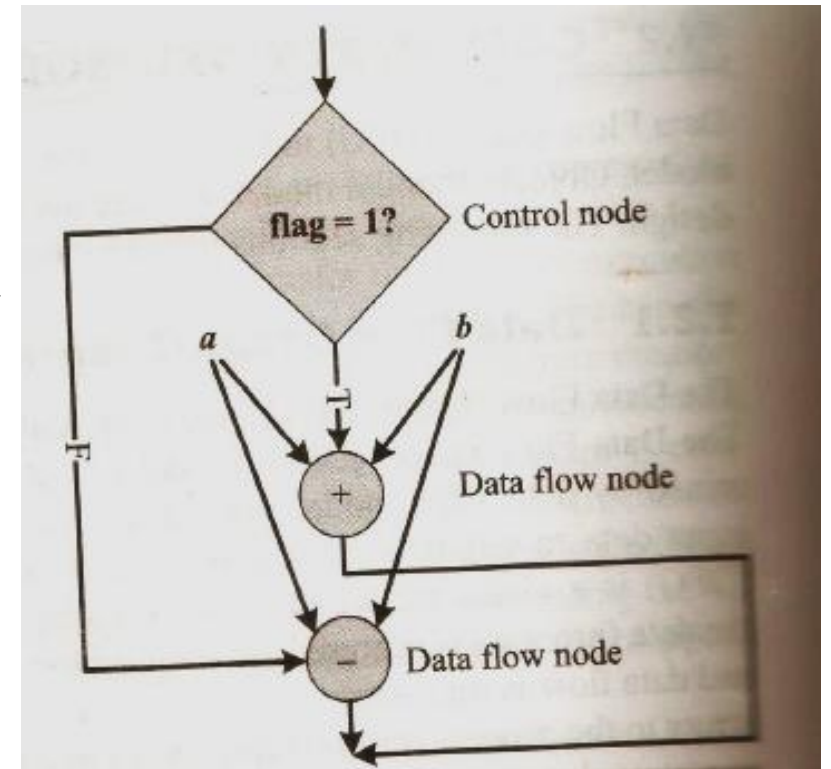 flag = 1?
Control node
a
b
T
F
+
Data flow node
–
Data flow node